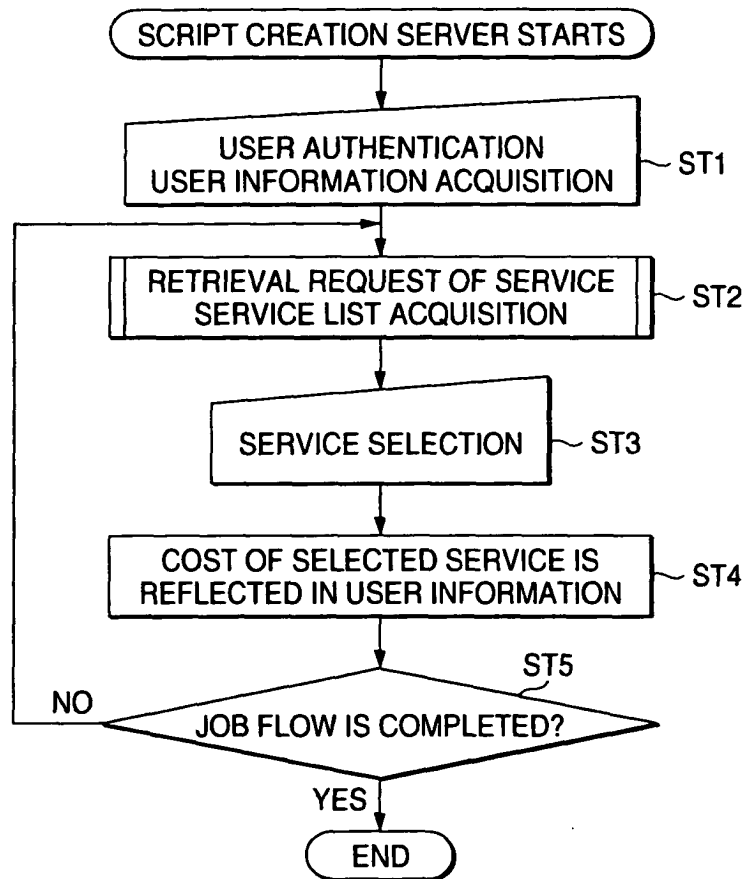 SCRIPT CREATION SERVER STARTS
USER AUTHENTICATION
USER INFORMATION ACQUISITION
ST1
RETRIEVAL REQUEST OF SERVICE
SERVICE LIST ACQUISITION
ST2
SERVICE SELECTION
ST3
COST OF SELECTED SERVICE IS
REFLECTED IN USER INFORMATION
ST4
ST5
NO
JOB FLOW IS COMPLETED?
YES
END